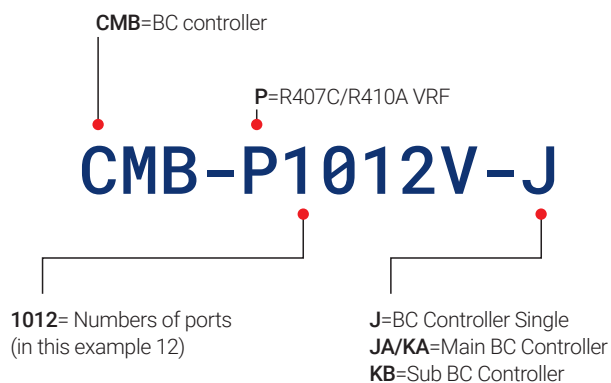 CMB=BC controller
P=R407C/R410A VRF
CMB-P1012V-J
1012= Numbers of ports
(in this example 12)
J=BC Controller Single
JA/KA=Main BC Controller
KB=Sub BC Controller